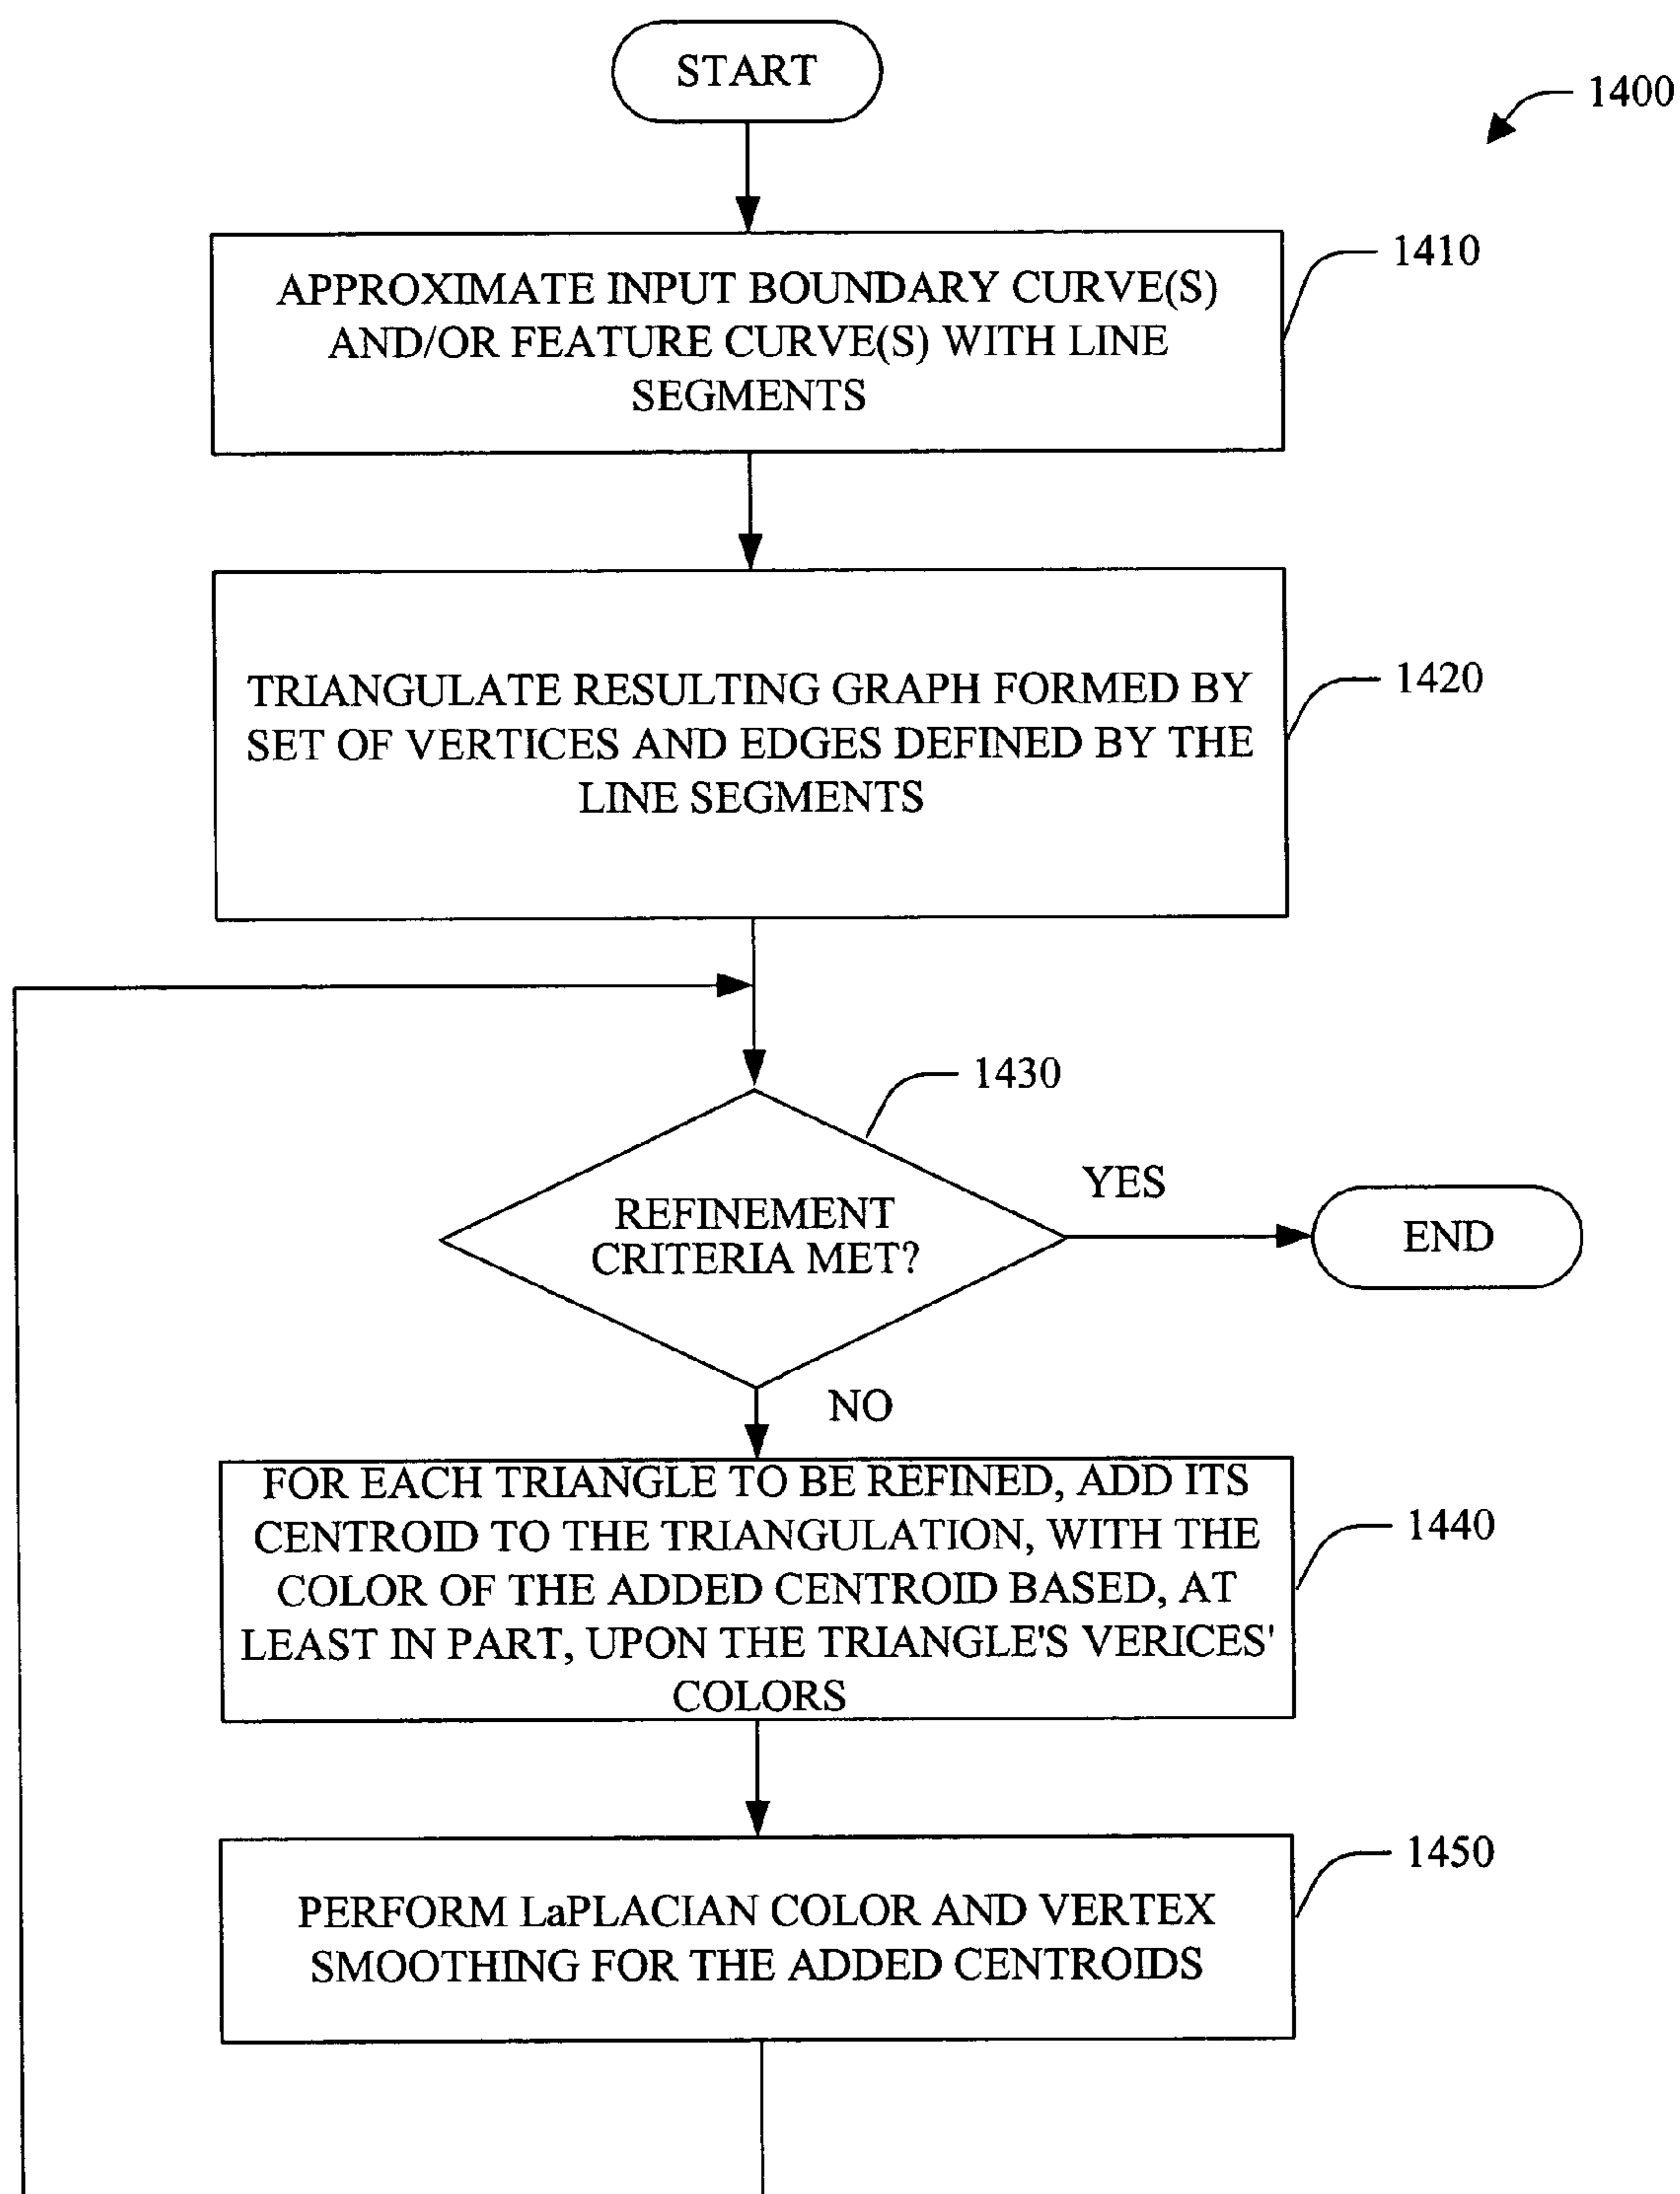 START
1400
1410
APPROXIMATE INPUT BOUNDARY CURVE(S)
AND/OR FEATURE CURVE(S) WITH LINE
SEGMENTS
1420
TRIANGULATE RESULTING GRAPH FORMED BY
SET OF VERTICES AND EDGES DEFINED BY THE
LINE SEGMENTS
1430
YES
REFINEMENT
CRITERIA MET?
END
NO
FOR EACH TRIANGLE TO BE REFINED, ADD ITS
CENTROID TO THE TRIANGULATION, WITH THE
COLOR OF THE ADDED CENTROID BASED, AT
LEAST IN PART, UPON THE TRIANGLE'S VERICES'
COLORS
1440
1450
PERFORM LaPLACIAN COLOR AND VERTEX
SMOOTHING FOR THE ADDED CENTROIDS